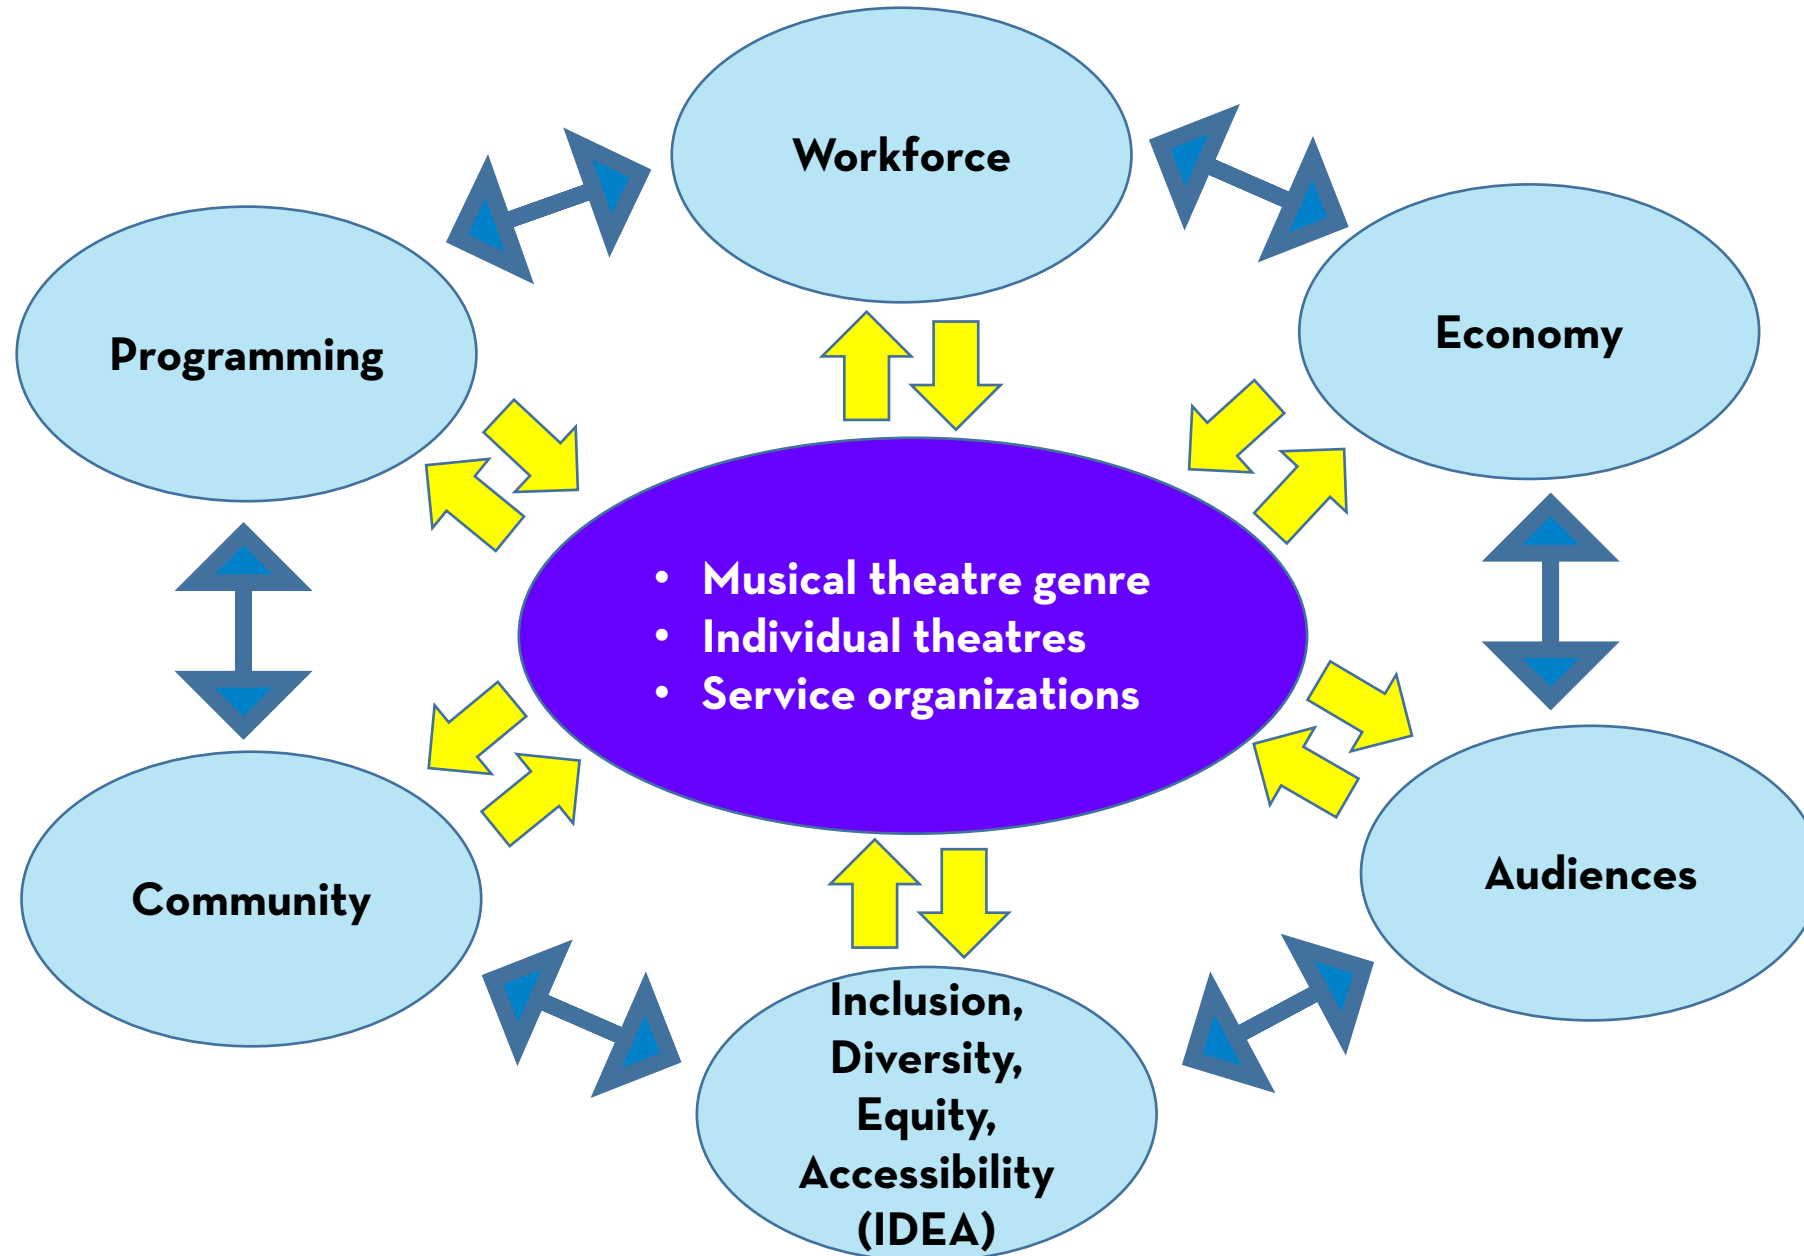 Workforce
Economy
Programming
• Musical theatre genre
• Individual theatres
• Service organizations
Audiences
Community
Inclusion,
Diversity,
Equity,
Accessibility
(IDEA)